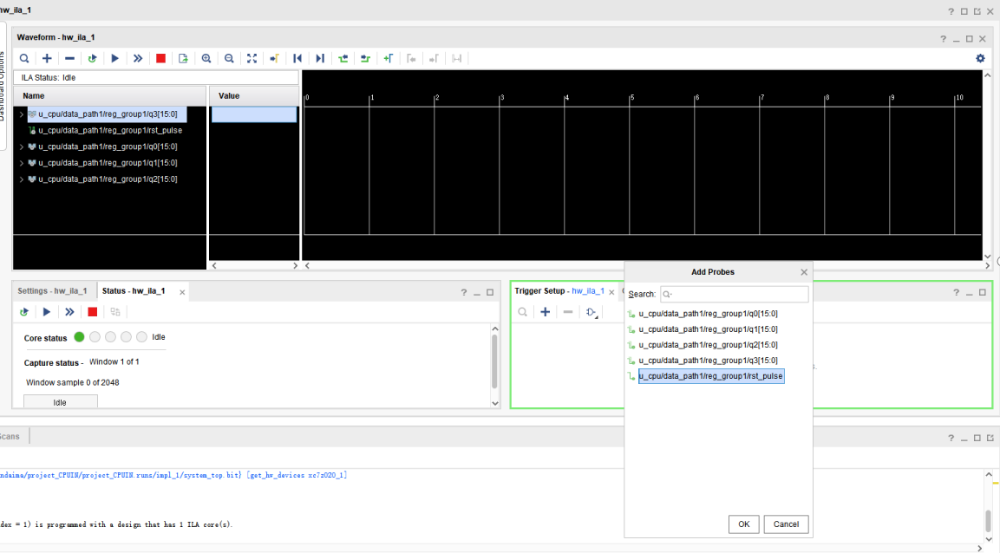 hw_ila_1
Waveform - hw_ila_1
Dashboard Options
ILA Status: Idle
Name
Value
u_cpu/data_path1/reg_group1/q3[15:0]
u_cpu/data_path1/reg_group1/rst_pulse
u_cpu/data_path1/reg_group1/q0[15:0]
u_cpu/data_path1/reg_group1/q1[15:0]
u_cpu/data_path1/reg_group1/q2[15:0]
0 1 2 3 4 5 6 7 8 9 10
Settings - hw_ila_1
Status - hw_ila_1
Core status
Idle
Capture status - Window 1 of 1
Window sample 0 of 2048
Idle
Trigger Setup - hw_ila_1
Add Probes
Search:
u_cpu/data_path1/reg_group1/q0[15:0]
u_cpu/data_path1/reg_group1/q1[15:0]
u_cpu/data_path1/reg_group1/q2[15:0]
u_cpu/data_path1/reg_group1/q3[15:0]
u_cpu/data_path1/reg_group1/rst_pulse
OK
Cancel
Scans
ndaima/project_CPUIN/project_CPUIN.runs/impl_1/system_top.bit} [get_hw_devices xc7z020_1]
dex = 1) is programmed with a design that has 1 ILA core(s).